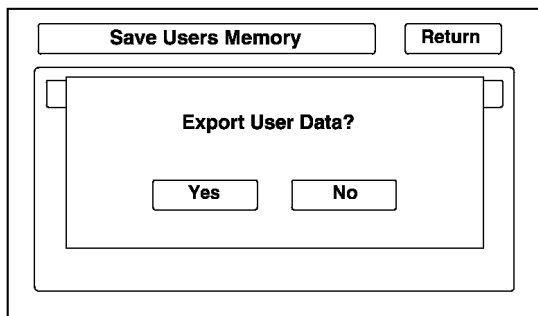 Save Users Memory
Return
Export User Data?
Yes
No